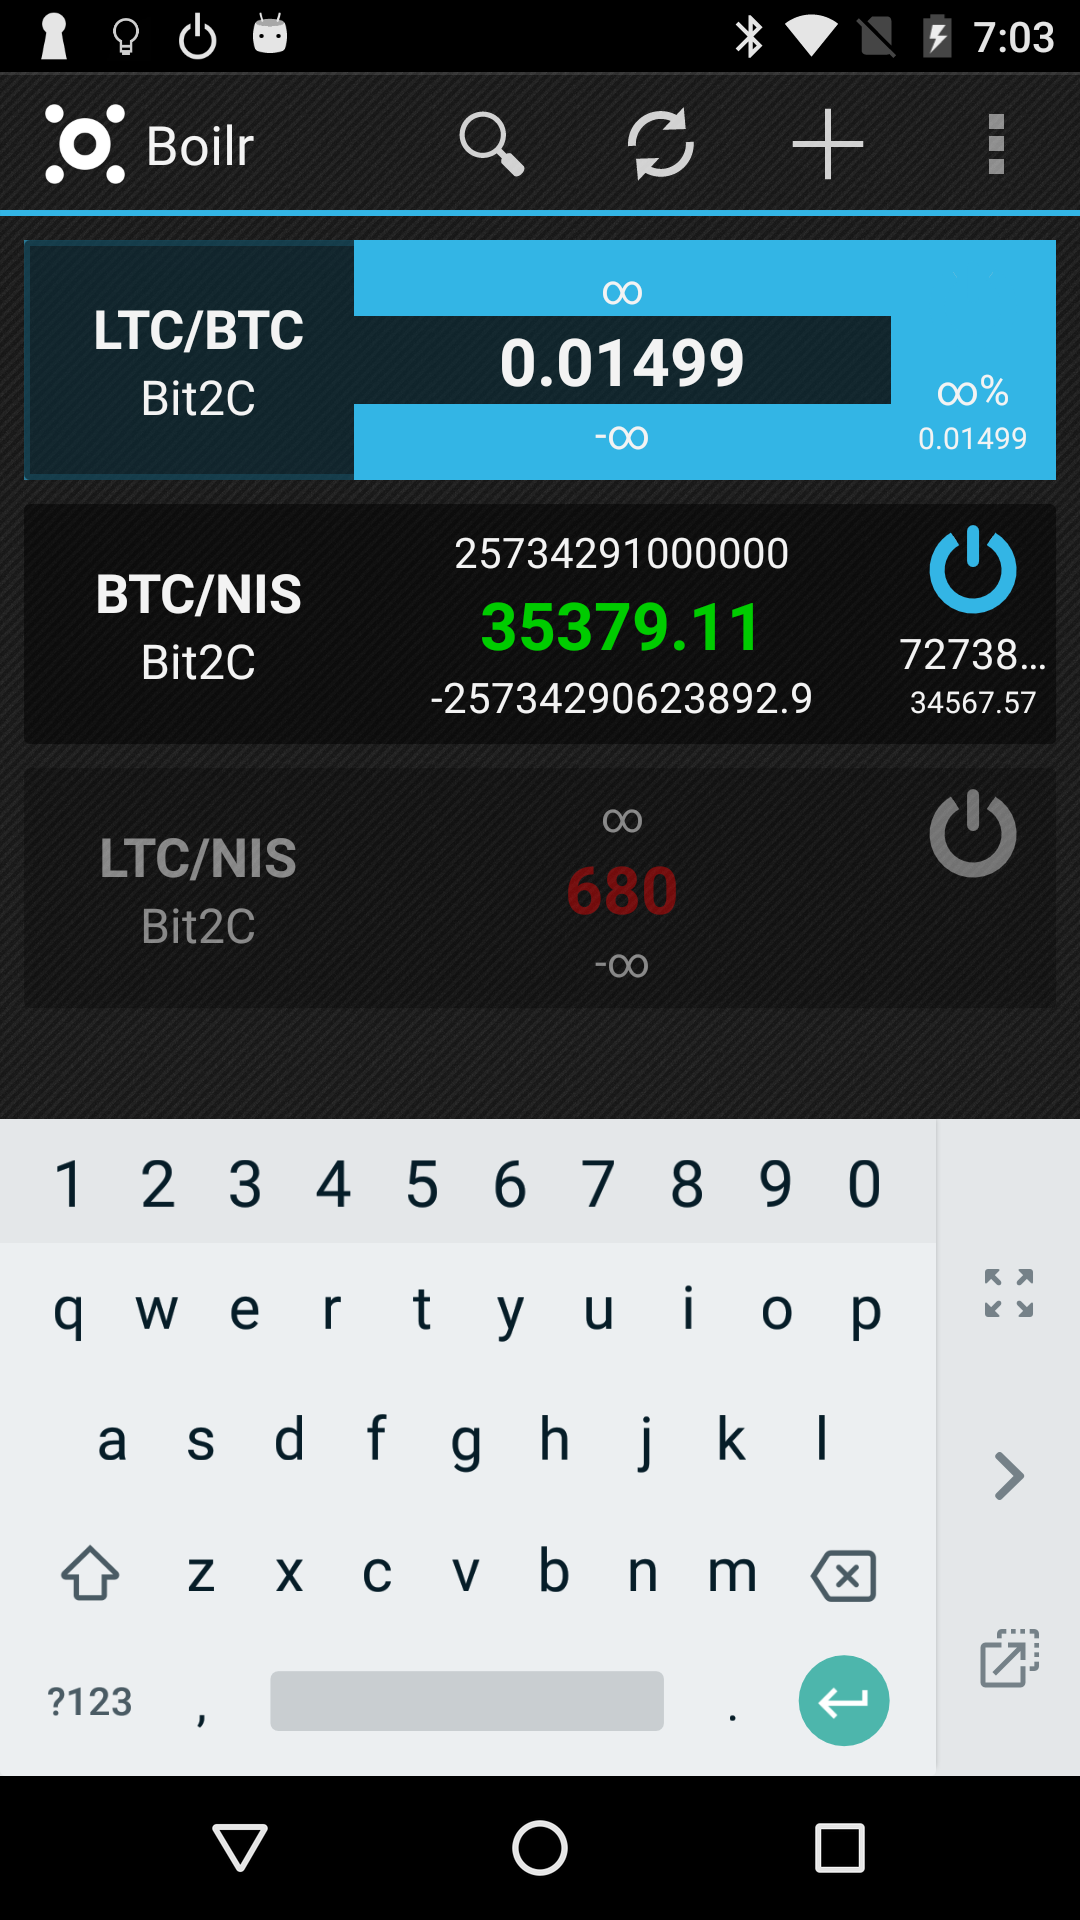 7:03
Boilr
LTC/BTC
Bit2C
∞
0.01499
-∞
∞%
0.01499
BTC/NIS
Bit2C
25734291000000
35379.11
-25734290623892.9
72738...
34567.57
LTC/NIS
Bit2C
∞
680
-∞
1 2 3 4 5 6 7 8 9 0
q w e r t y u i o p
a s d f g h j k l
z x c v b n m
?123 , .